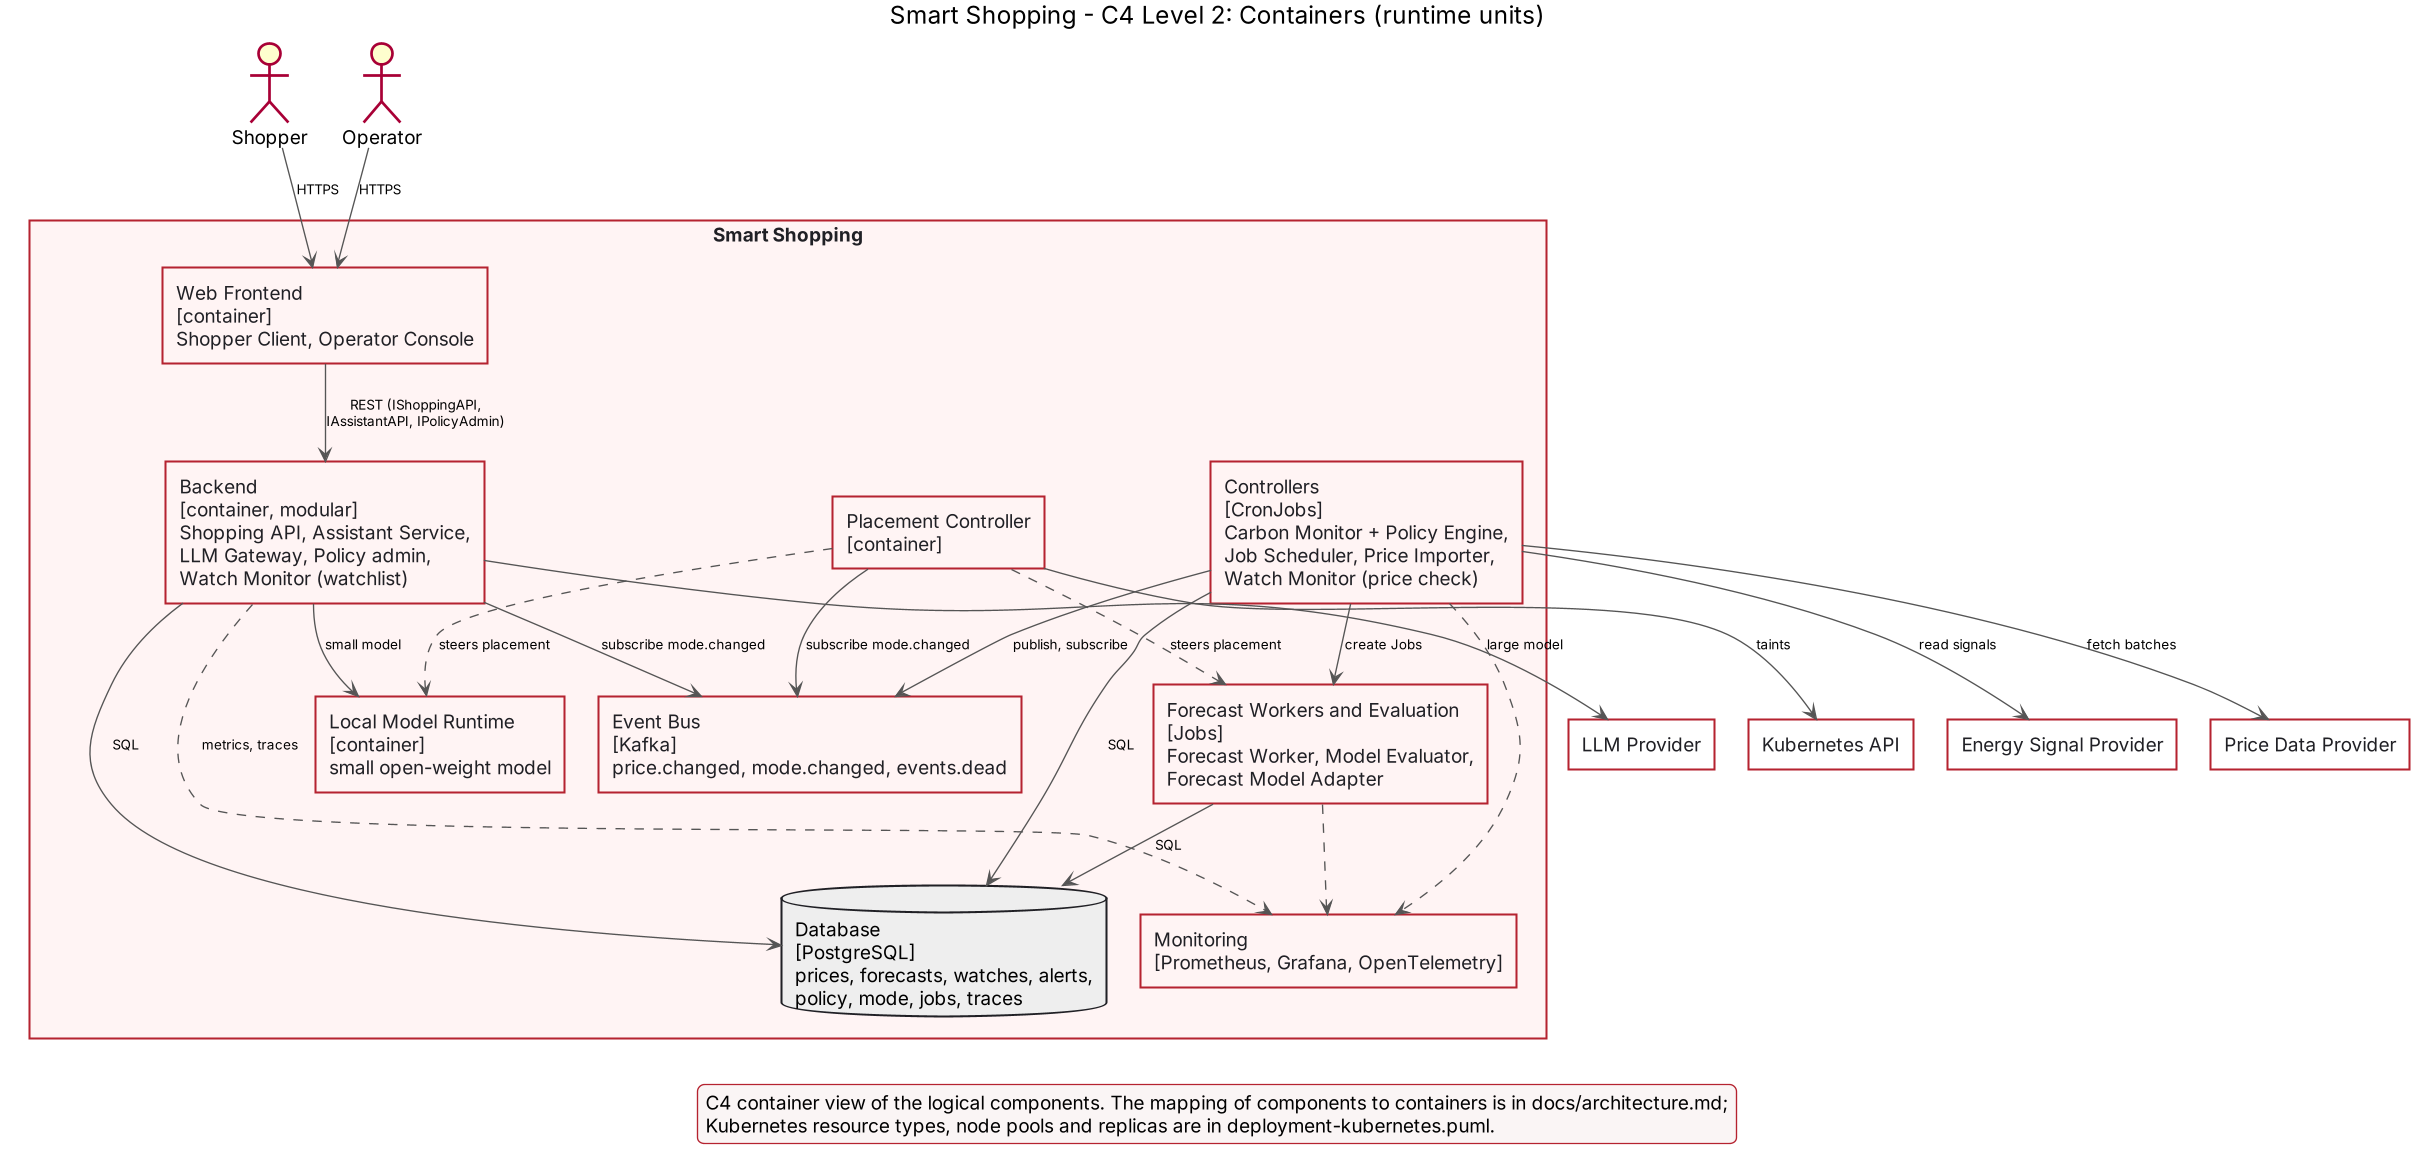 Smart Shopping - C4 Level 2: Containers (runtime units)
Shopper
Operator
HTTPS
HTTPS
Smart Shopping
Web Frontend
[container]
Shopper Client, Operator Console
REST (IShoppingAPI,
IAssistantAPI, IPolicyAdmin)
Backend
[container, modular]
Shopping API, Assistant Service,
LLM Gateway, Policy admin,
Watch Monitor (watchlist)
Placement Controller
[container]
Controllers
[CronJobs]
Carbon Monitor + Policy Engine,
Job Scheduler, Price Importer,
Watch Monitor (price check)
small model
steers placement
subscribe mode.changed
subscribe mode.changed
publish, subscribe
steers placement
create Jobs
large model
taints
read signals
fetch batches
SQL
metrics, traces
Local Model Runtime
[container]
small open-weight model
Event Bus
[Kafka]
price.changed, mode.changed, events.dead
SQL
Forecast Workers and Evaluation
[Jobs]
Forecast Worker, Model Evaluator,
Forecast Model Adapter
LLM Provider
Kubernetes API
Energy Signal Provider
Price Data Provider
SQL
Database
[PostgreSQL]
prices, forecasts, watches, alerts,
policy, mode, jobs, traces
Monitoring
[Prometheus, Grafana, OpenTelemetry]
C4 container view of the logical components. The mapping of components to containers is in docs/architecture.md;
Kubernetes resource types, node pools and replicas are in deployment-kubernetes.puml.